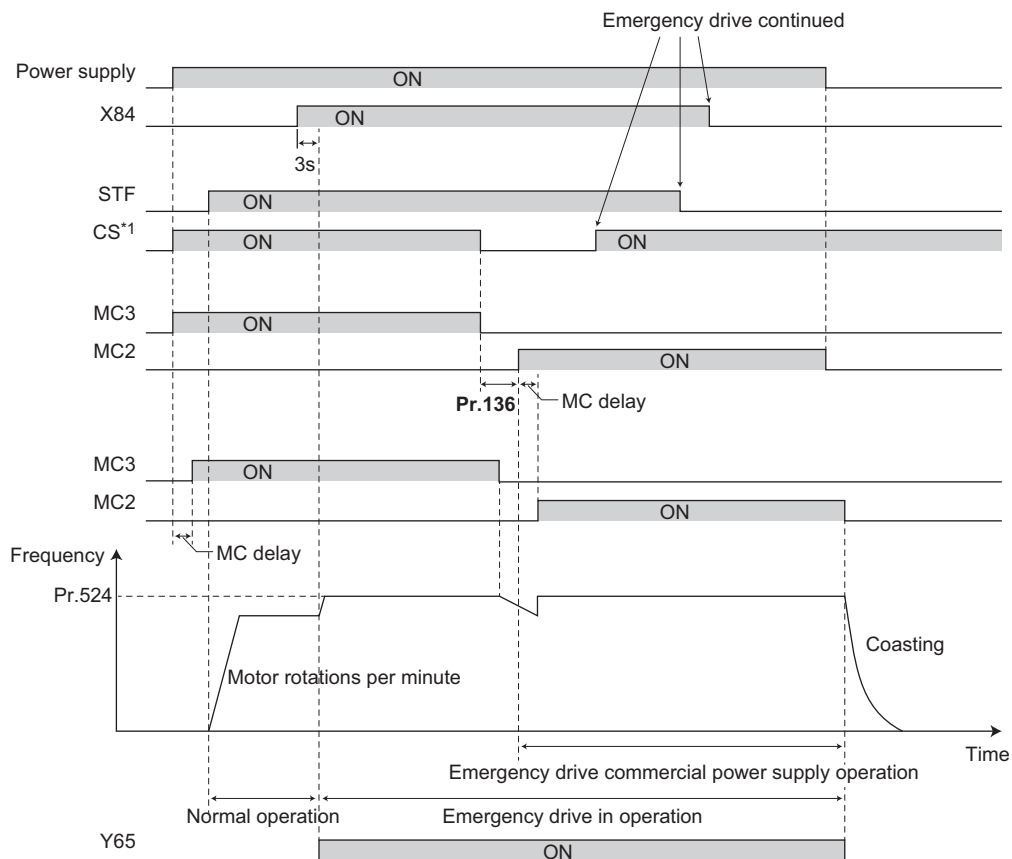 Emergency drive continued
Power supply
ON
X84
ON
3s
STF
ON
CS*1
ON
ON
MC3
ON
MC2
ON
Pr.136
MC delay
MC3
ON
MC2
ON
MC delay
Frequency
Pr.524
Motor rotations per minute
Coasting
Time
Emergency drive commercial power supply operation
Normal operation
Emergency drive in operation
Y65
ON